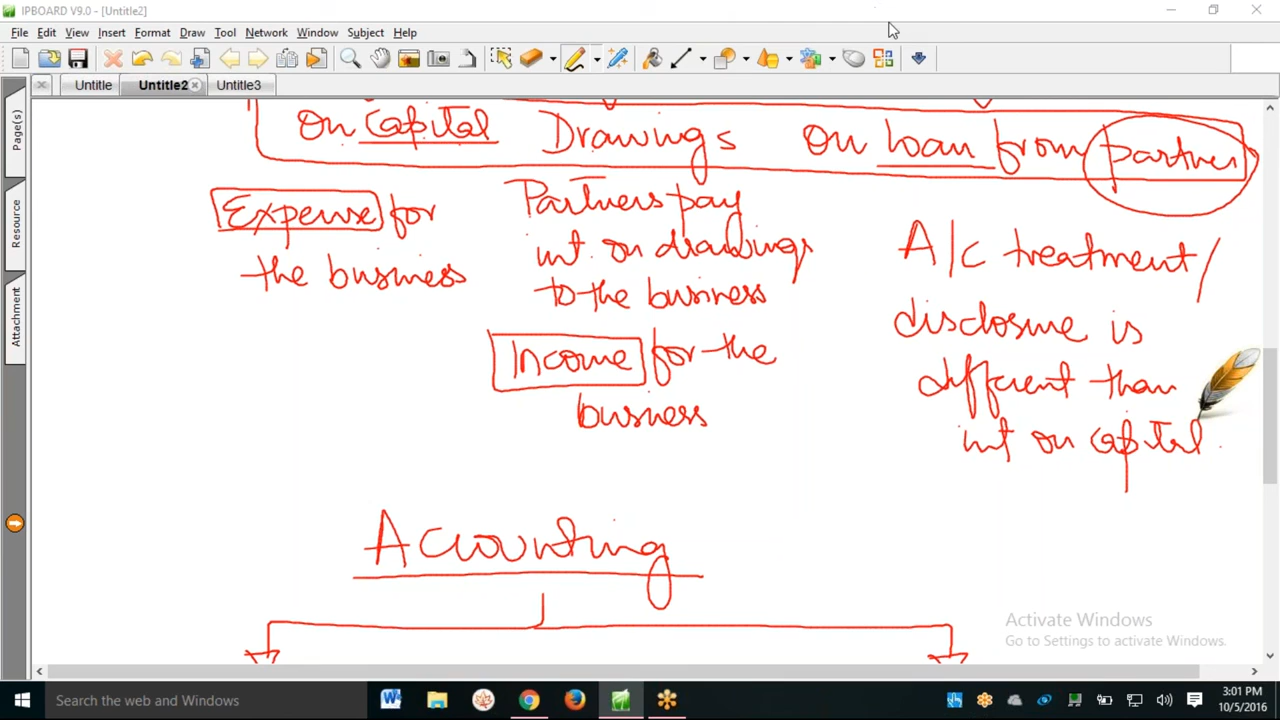 IPBOARD V9.0 - [Untitle2]
File Edit View Insert Format Draw Tool Network Window Subject Help
Untitle Untitle2 Untitle3
Page(s)
Resource
Attachment
On Capital Drawings on loan from partner
Expense for
the business
Partners pay
int. on drawings
to the business
Income for the
business
A/c treatment/
disclosure is
different than
int on capital.
Accounting
Activate Windows
Go to Settings to activate Windows.
Search the web and Windows
3:01 PM
10/5/2016